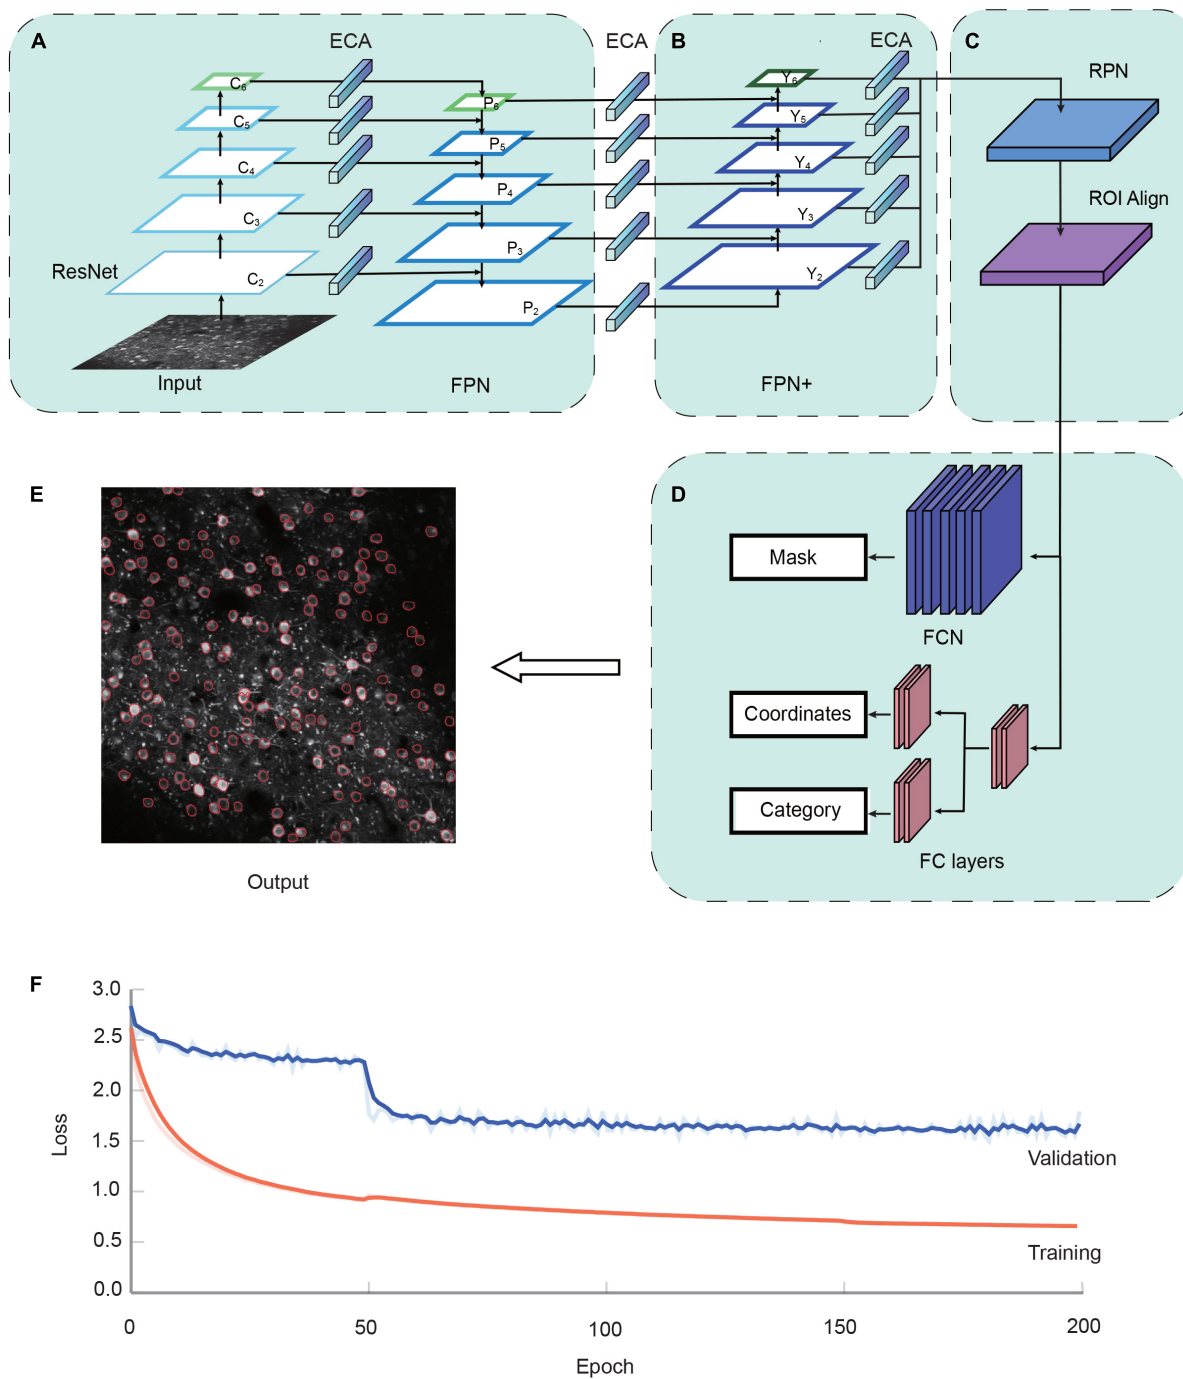 A
ECA
ECA
B
ECA
C
C6
P6
Y6
RPN
C5
P5
Y5
C4
P4
Y4
C3
P3
Y3
ROI Align
ResNet
C2
P2
Y2
Input
FPN
FPN+
E
D
Mask
FCN
Coordinates
Category
FC layers
Output
F
3.0
2.5
2.0
1.5
1.0
0.5
0.0
Loss
Validation
Training
0
50
100
150
200
Epoch